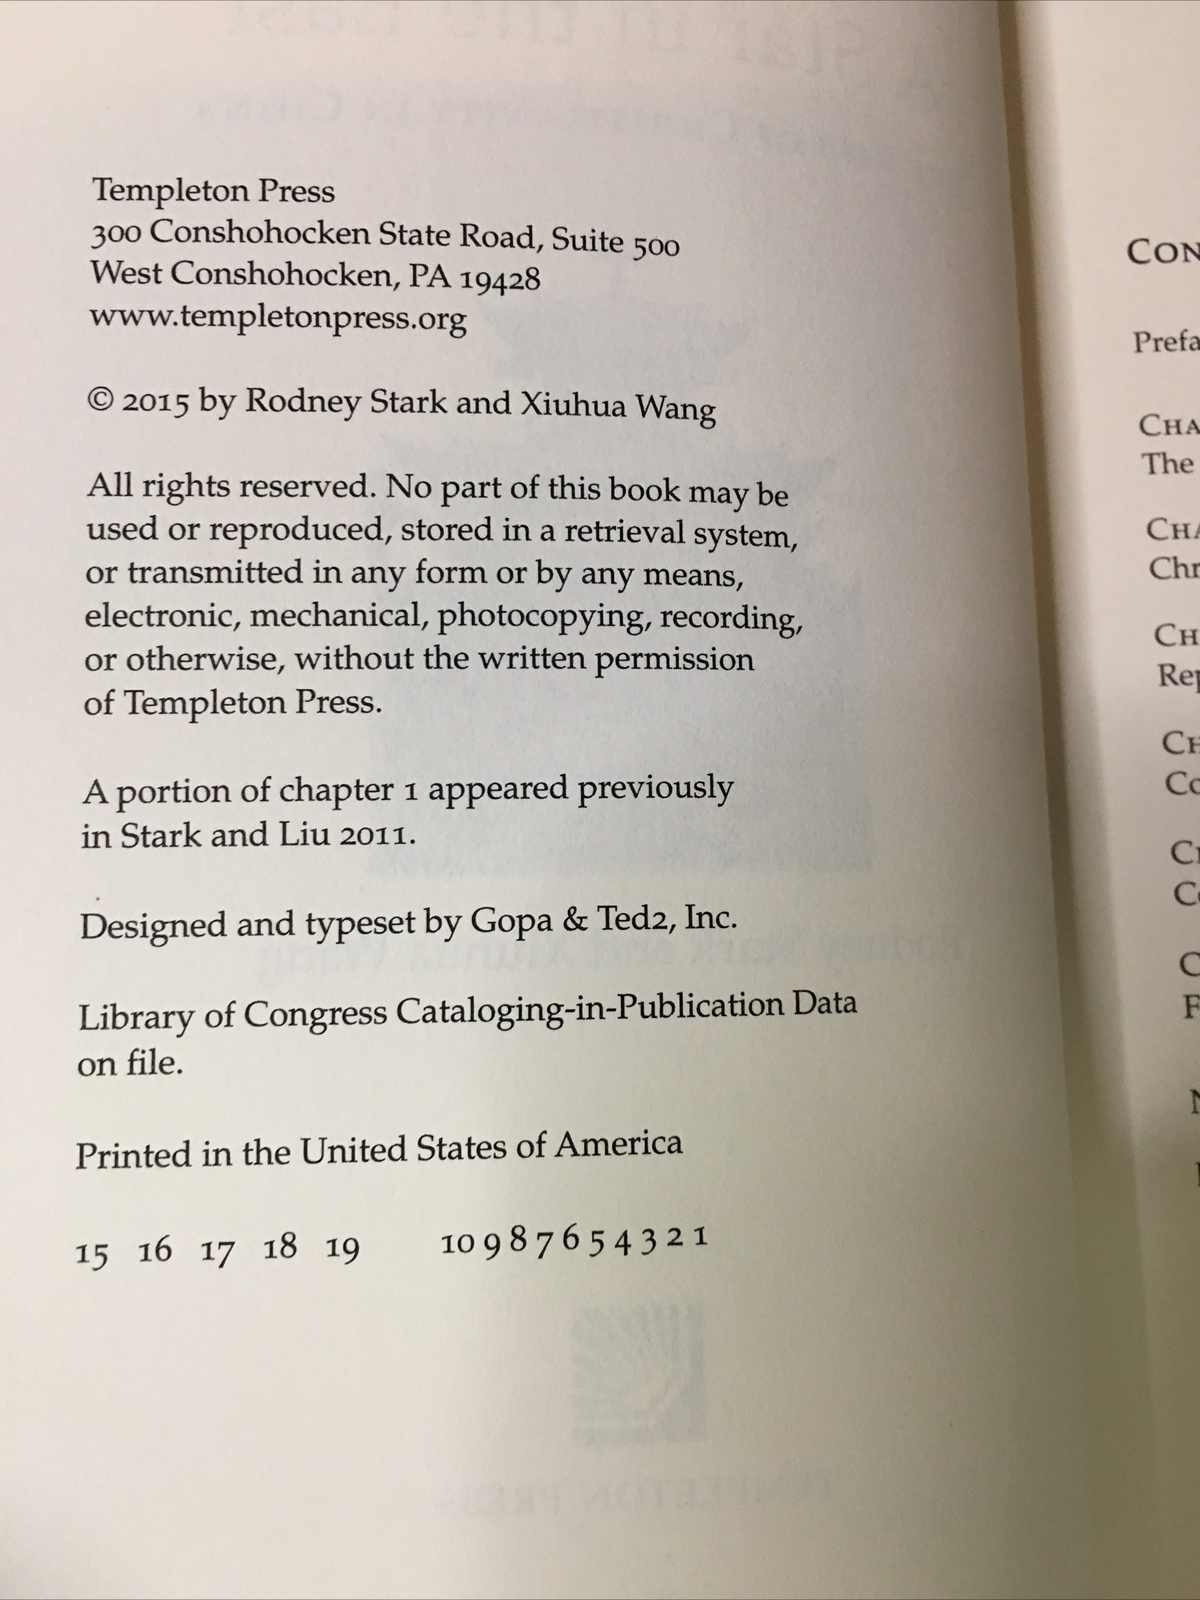 Templeton Press
300 Conshohocken State Road, Suite 500
West Conshohocken, PA 19428
www.templetonpress.org
© 2015 by Rodney Stark and Xiuhua Wang
All rights reserved. No part of this book may be
used or reproduced, stored in a retrieval system,
or transmitted in any form or by any means,
electronic, mechanical, photocopying, recording,
or otherwise, without the written permission
of Templeton Press.
A portion of chapter 1 appeared previously
in Stark and Liu 2011.
Designed and typeset by Gopa & Ted2, Inc.
Library of Congress Cataloging-in-Publication Data
on file.
Printed in the United States of America
15 16 17 18 19 10 9 8 7 6 5 4 3 2 1
The